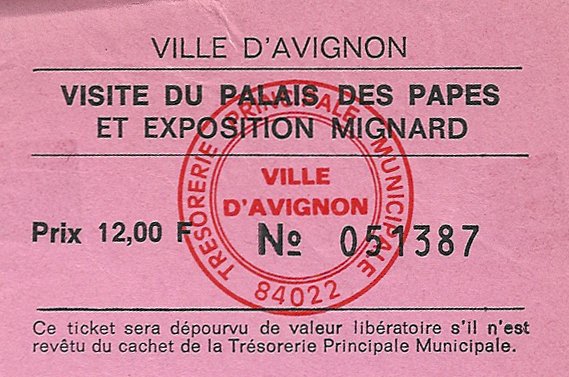 VILLE D'AVIGNON
VISITE DU PALAIS DES PAPES
ET EXPOSITION MIGNARD
TRÉSORERIE PRINCIPALE MUNICIPALE
VILLE
D'AVIGNON
84022
Prix 12,00 F Nº 051387
Ce ticket sera dépourvu de valeur libératoire s'il n'est
revêtu du cachet de la Trésorerie Principale Municipale.